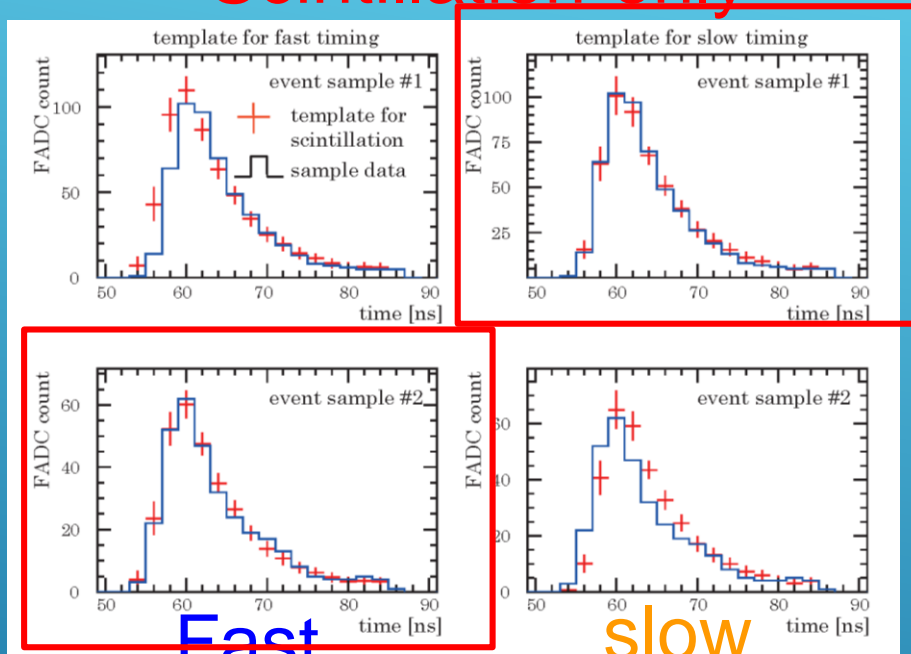 Scintillation only
template for fast timing
FADC count
event sample #1
template for
scintillation
sample data
100
50
0
50 60 70 80 90
time [ns]
template for slow timing
FADC count
event sample #1
100
75
50
25
50 60 70 80 90
time [ns]
FADC count
event sample #2
60
40
20
0
50 60 70 80 90
time [ns]
Fast
FADC count
event sample #2
60
40
20
0
50 60 70 80 90
time [ns]
slow